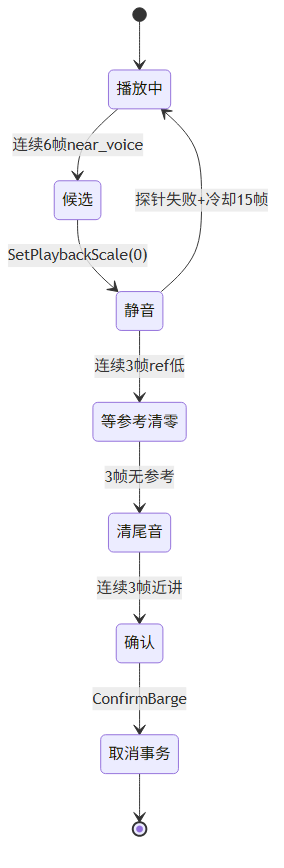 播放中
连续6帧near_voice
候选
探针失败+冷却15帧
SetPlaybackScale(0)
静音
连续3帧ref低
等参考清零
3帧无参考
清尾音
连续3帧近讲
确认
ConfirmBarge
取消事务